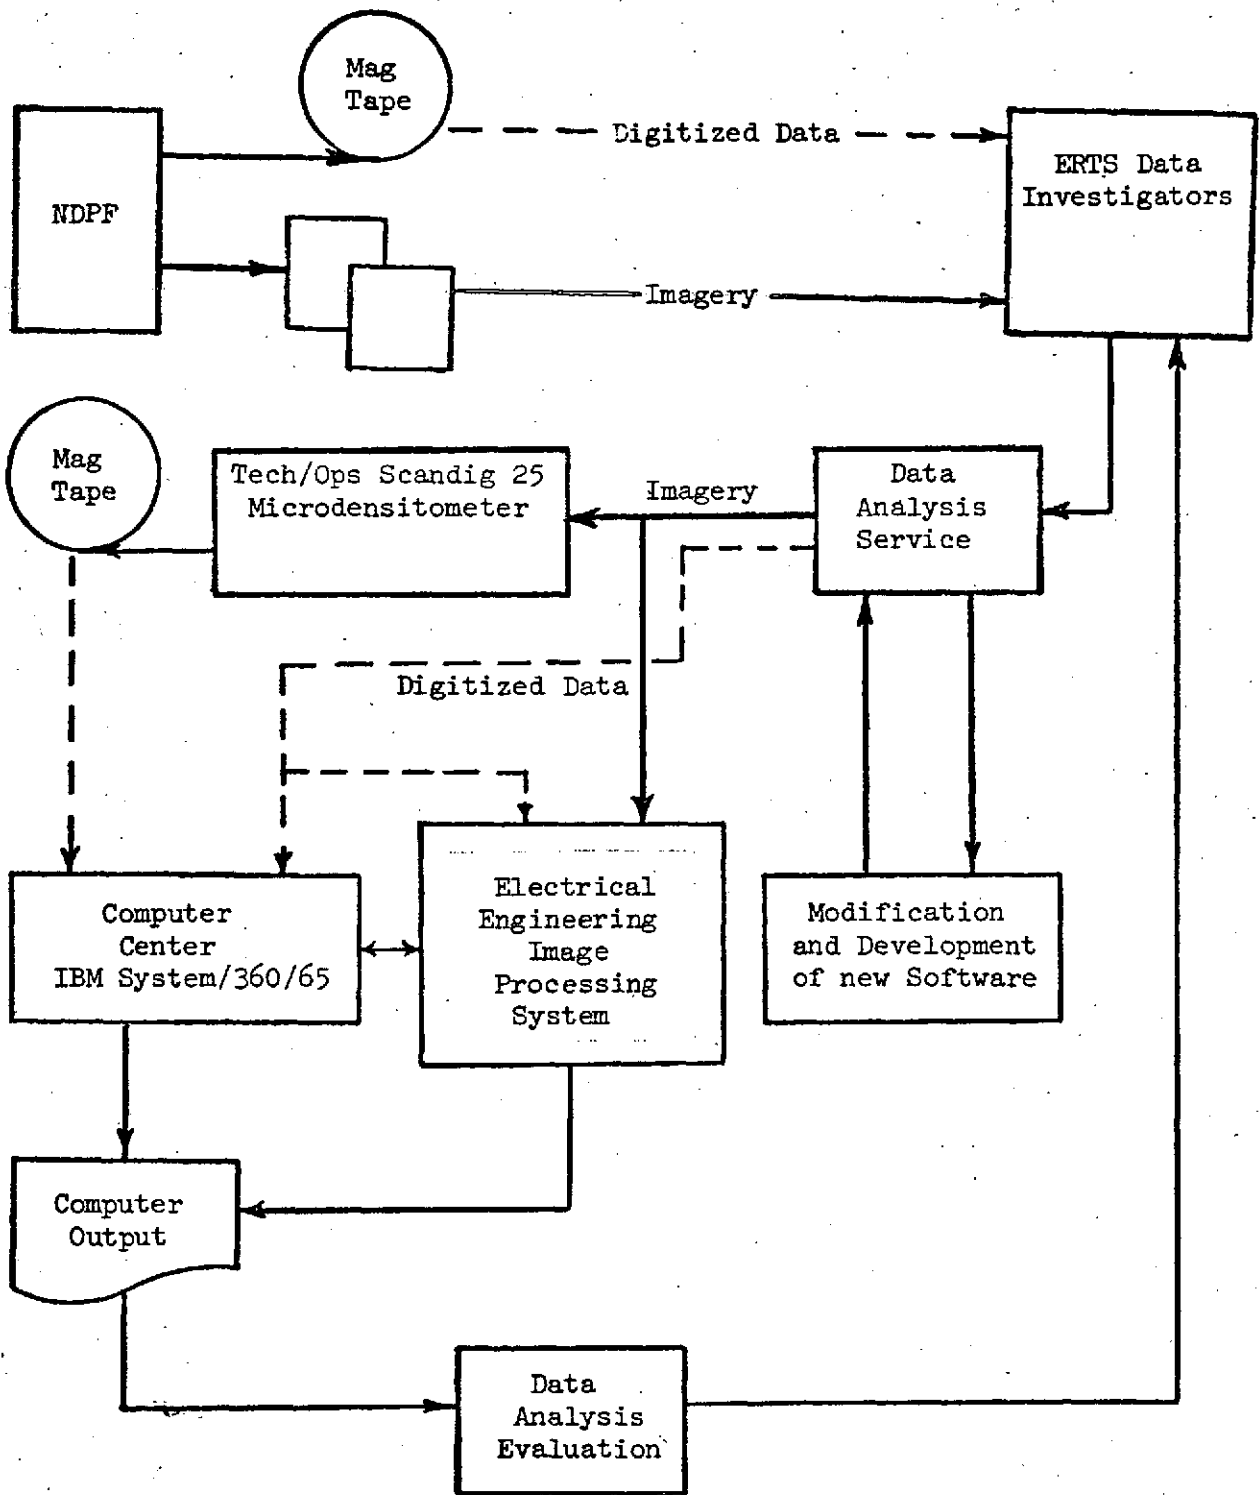 Mag
Tape
Digitized Data
NDPF
ERTS Data
Investigators
Imagery
Mag
Tape
Tech/Ops Scandig 25
Microdensitometer
Imagery
Data
Analysis
Service
Digitized Data
Computer
Center
IBM System/360/65
Electrical
Engineering
Image
Processing
System
Modification
and Development
of new Software
Computer
Output
Data
Analysis
Evaluation